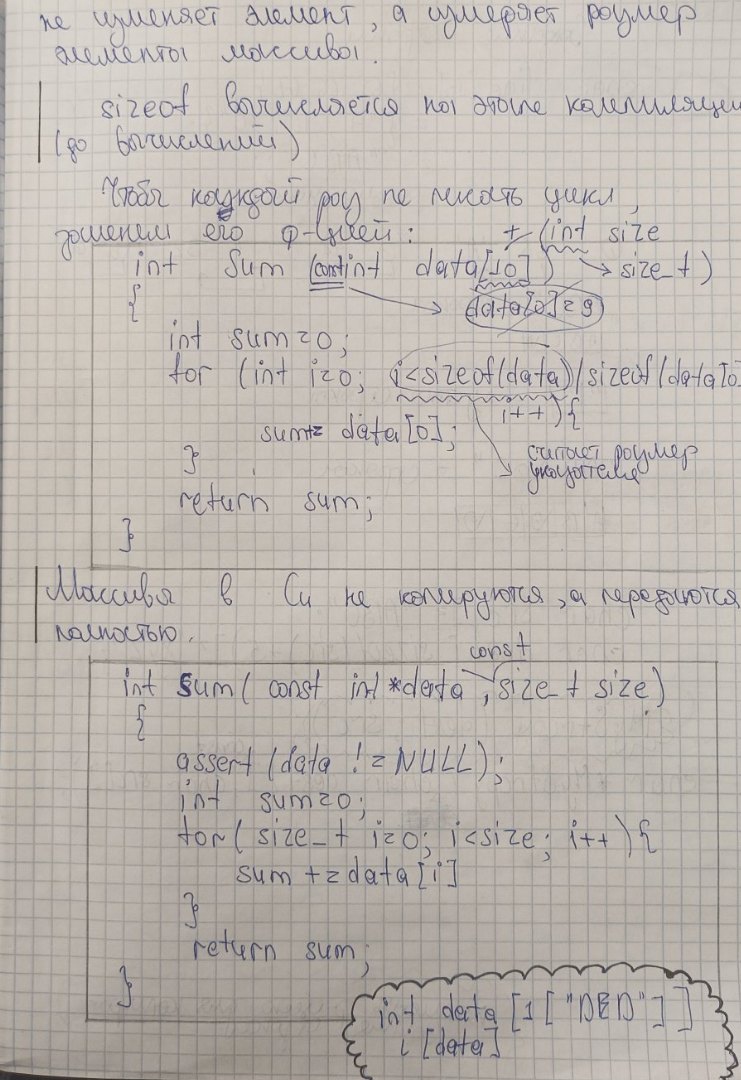 не изменяет элемент, а измеряет размер
элементы массива.
sizeof вычисляется на этапе компиляции
(до вычислений)
Чтобы каждый раз не писать цикл,
заменем его ф-цией: + (int size
int Sum (const int data[10]) → size_t)
{ data[0]=9
int sum=0;
for (int i=0; i<sizeof(data)/sizeof(data[0
i++){
sum+= data[0];
считает размер
} указателя
return sum;
}
Массивы в Си не копируются, а передаются
полностью.
const
int sum( const int *data , size_t size)
{
assert (data != NULL);
int sum=0;
for( size_t i=0; i<size; i++){
sum += data[i]
}
return sum;
}
int data [1["DED"]]
i[data]